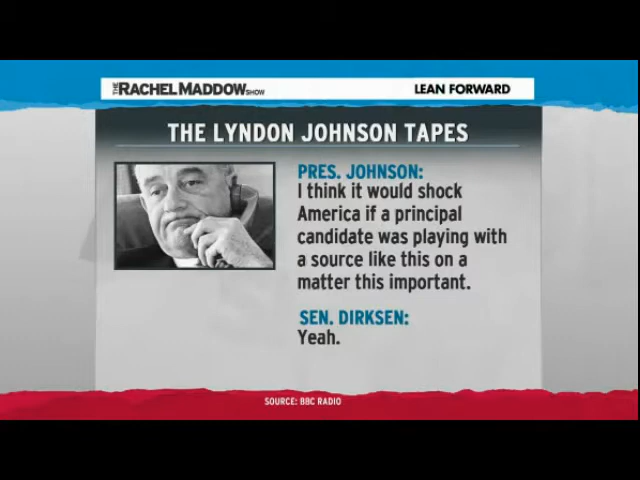 THE RACHEL MADDOW SHOW
LEAN FORWARD
THE LYNDON JOHNSON TAPES
PRES. JOHNSON:
I think it would shock
America if a principal
candidate was playing with
a source like this on a
matter this important.
SEN. DIRKSEN:
Yeah.
SOURCE: BBC RADIO